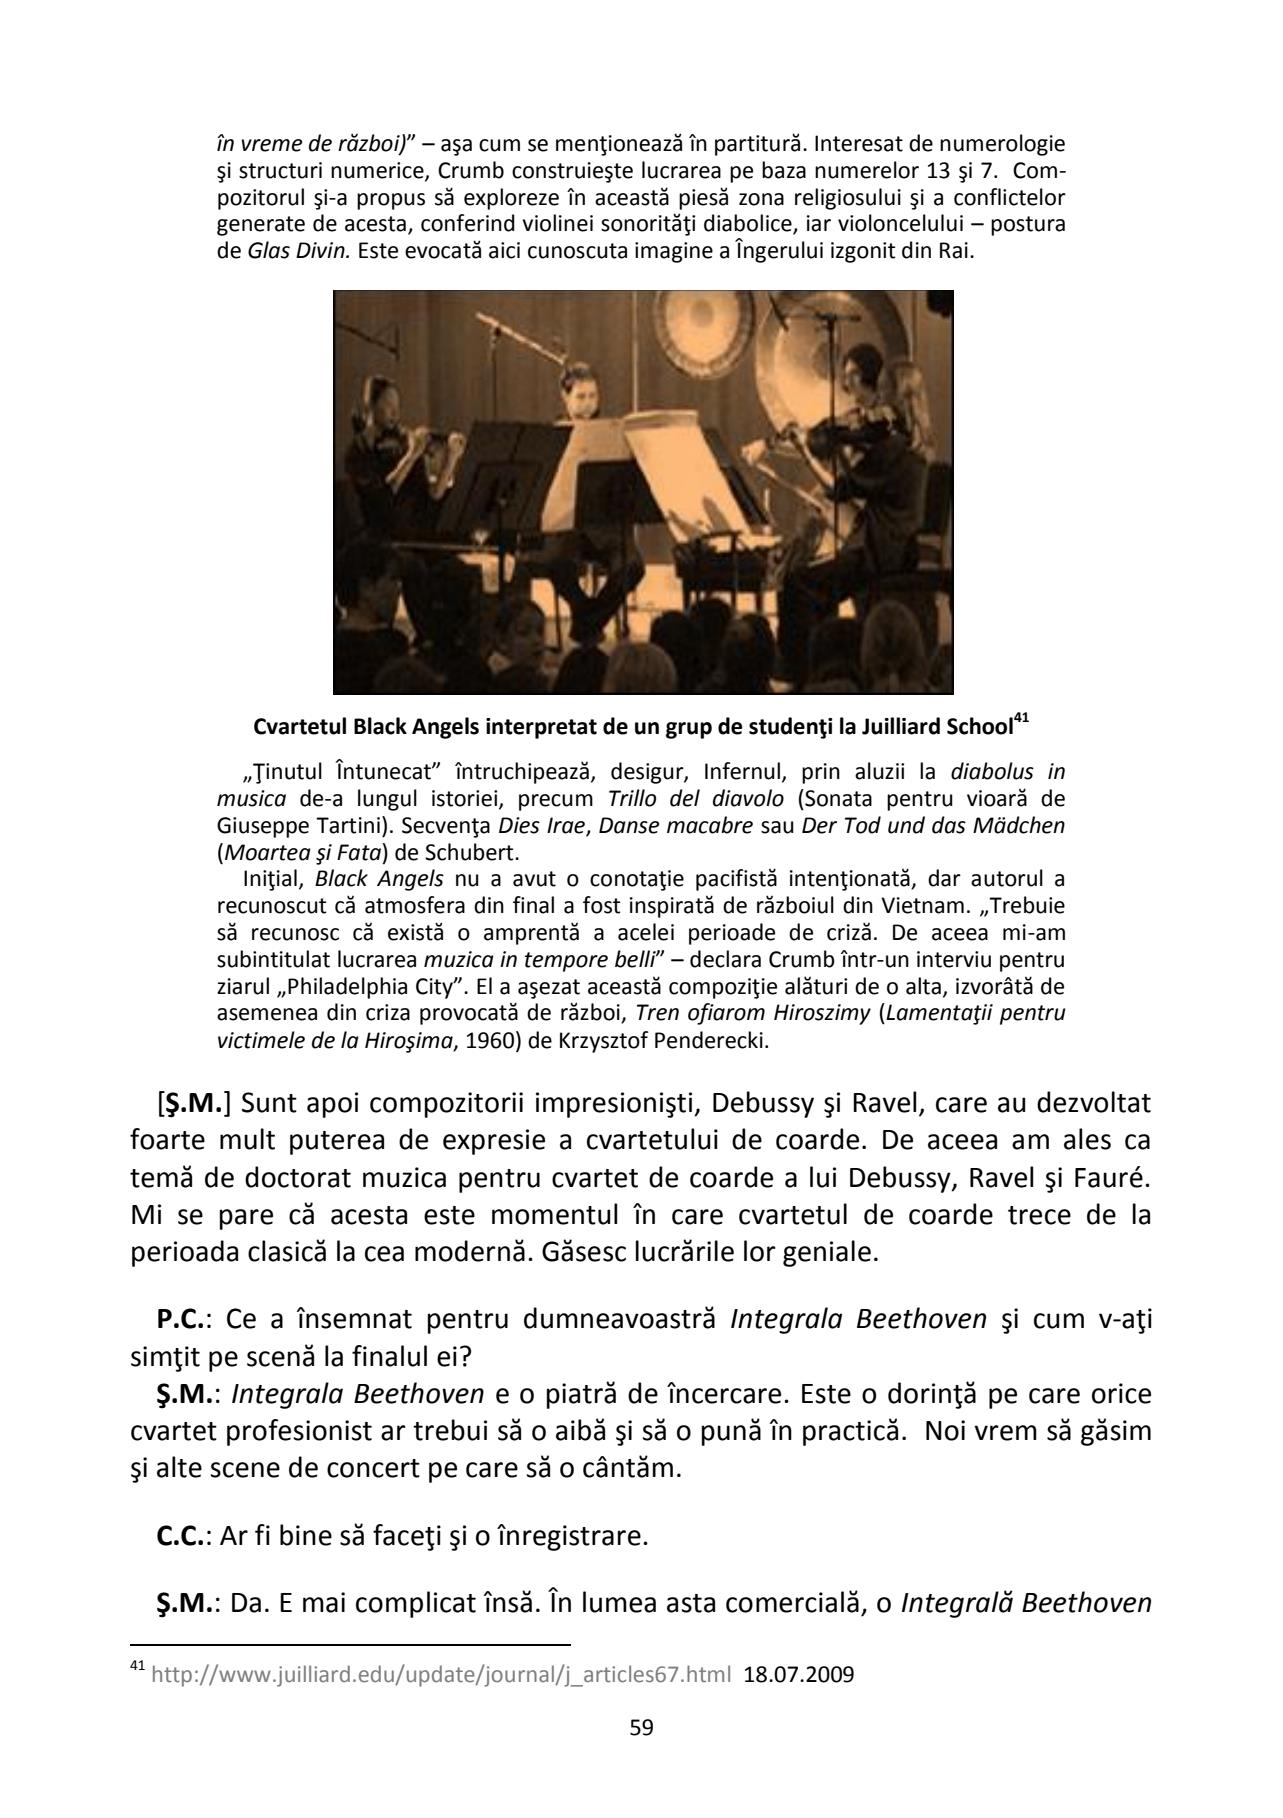 în vreme de război)” – aşa cum se menţionează în partitură. Interesat de numerologie
şi structuri numerice, Crumb construieşte lucrarea pe baza numerelor 13 şi 7.  Com-
pozitorul şi-a propus să exploreze în această piesă zona religiosului şi a conflictelor
generate de acesta, conferind violinei sonorităţi diabolice, iar violoncelului – postura
de Glas Divin. Este evocată aici cunoscuta imagine a Îngerului izgonit din Rai.
Cvartetul Black Angels interpretat de un grup de studenţi la Juilliard School41
„Ţinutul Întunecat” întruchipează, desigur, Infernul, prin aluzii la diabolus in
musica de-a lungul istoriei, precum Trillo del diavolo (Sonata pentru vioară de
Giuseppe Tartini). Secvenţa Dies Irae, Danse macabre sau Der Tod und das Mädchen
(Moartea şi Fata) de Schubert.
Iniţial, Black Angels nu a avut o conotaţie pacifistă intenţionată, dar autorul a
recunoscut că atmosfera din final a fost inspirată de războiul din Vietnam. „Trebuie
să recunosc că există o amprentă a acelei perioade de criză. De aceea mi-am
subintitulat lucrarea muzica in tempore belli” – declara Crumb într-un interviu pentru
ziarul „Philadelphia City”. El a aşezat această compoziţie alături de o alta, izvorâtă de
asemenea din criza provocată de război, Tren ofiarom Hiroszimy (Lamentaţii pentru
victimele de la Hiroşima, 1960) de Krzysztof Penderecki.
[Ş.M.] Sunt apoi compozitorii impresionişti, Debussy şi Ravel, care au dezvoltat
foarte mult puterea de expresie a cvartetului de coarde. De aceea am ales ca
temă de doctorat muzica pentru cvartet de coarde a lui Debussy, Ravel şi Fauré.
Mi se pare că acesta este momentul în care cvartetul de coarde trece de la
perioada clasică la cea modernă. Găsesc lucrările lor geniale.
P.C.: Ce a însemnat pentru dumneavoastră Integrala Beethoven şi cum v-aţi
simţit pe scenă la finalul ei?
Ş.M.: Integrala Beethoven e o piatră de încercare. Este o dorinţă pe care orice
cvartet profesionist ar trebui să o aibă şi să o pună în practică.  Noi vrem să găsim
şi alte scene de concert pe care să o cântăm.
C.C.: Ar fi bine să faceţi şi o înregistrare.
Ş.M.: Da. E mai complicat însă. În lumea asta comercială, o Integrală Beethoven
41 http://www.juilliard.edu/update/journal/j_articles67.html  18.07.2009
59